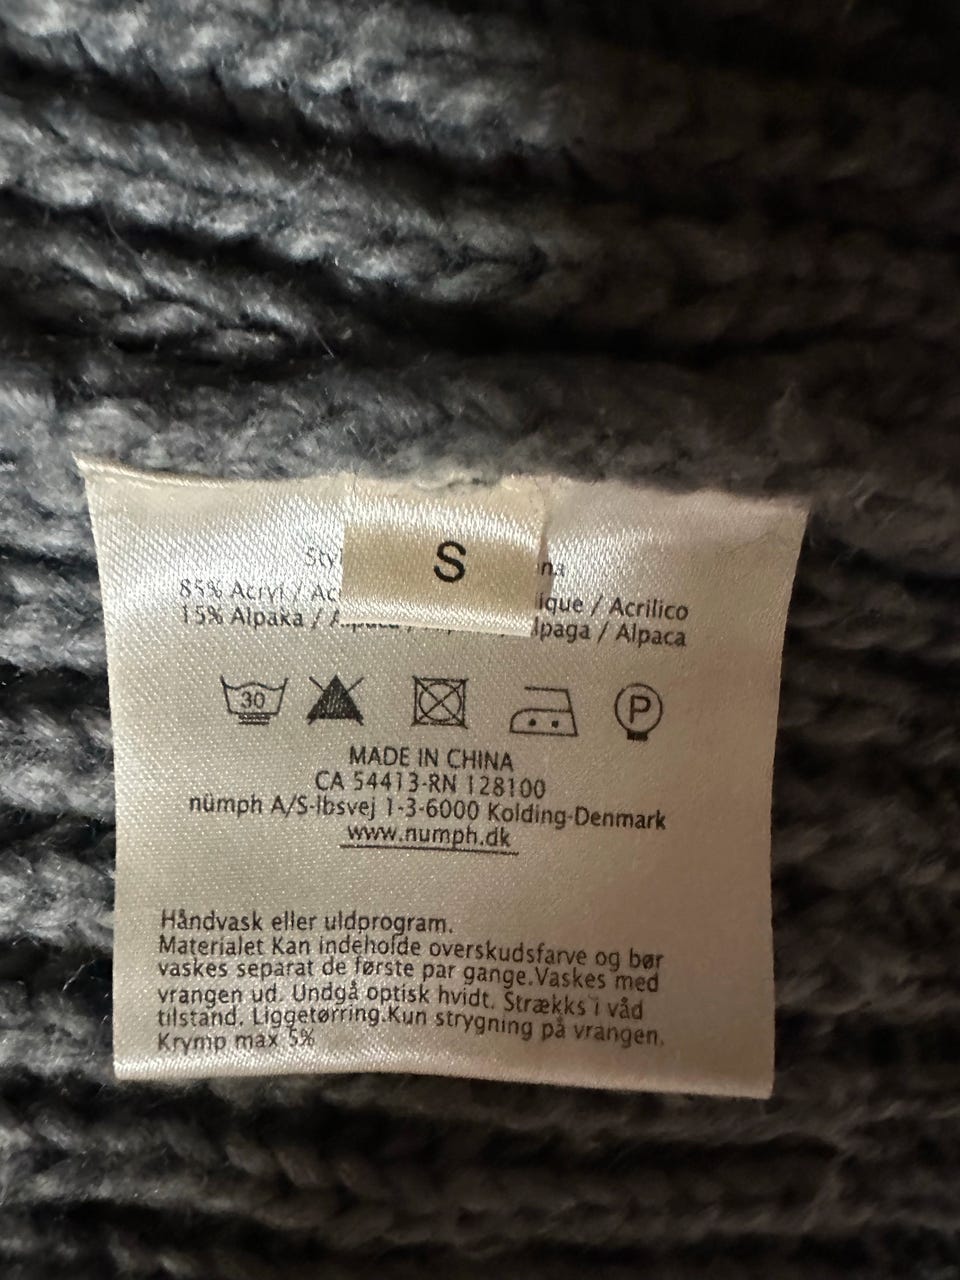 S
85% Acryl / Ac ique / Acrilico
15% Alpaka / lpaga / Alpaca
30 P
MADE IN CHINA
CA 54413-RN 128100
nümph A/S-Ibsvej 1-3-6000 Kolding-Denmark
www.numph.dk
Håndvask eller uldprogram.
Materialet Kan indeholde overskudsfarve og bør
vaskes separat de første par gange.Vaskes med
vrangen ud. Undgå optisk hvidt. Strækks i våd
tilstand. Liggetørring.Kun strygning på vrangen.
Krymp max 5%